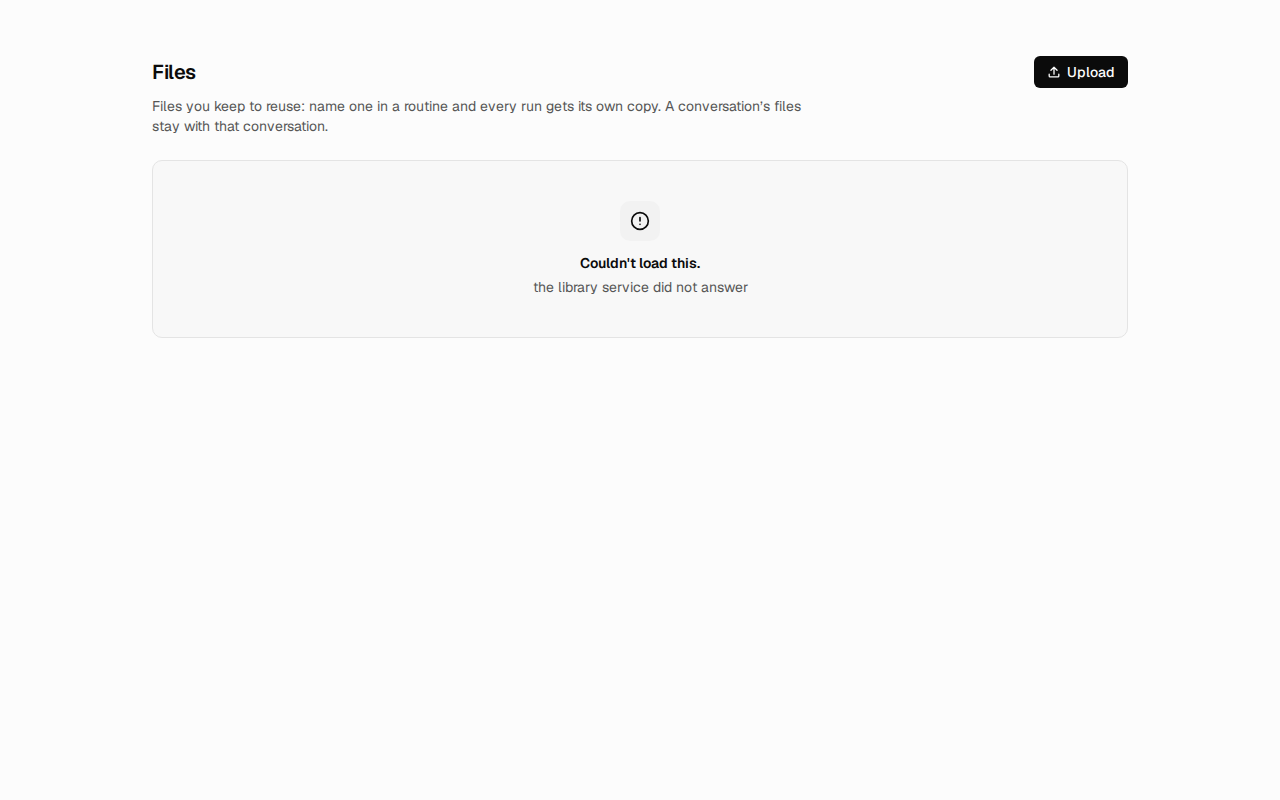 Files
Upload
Files you keep to reuse: name one in a routine and every run gets its own copy. A conversation's files
stay with that conversation.
Couldn't load this.
the library service did not answer